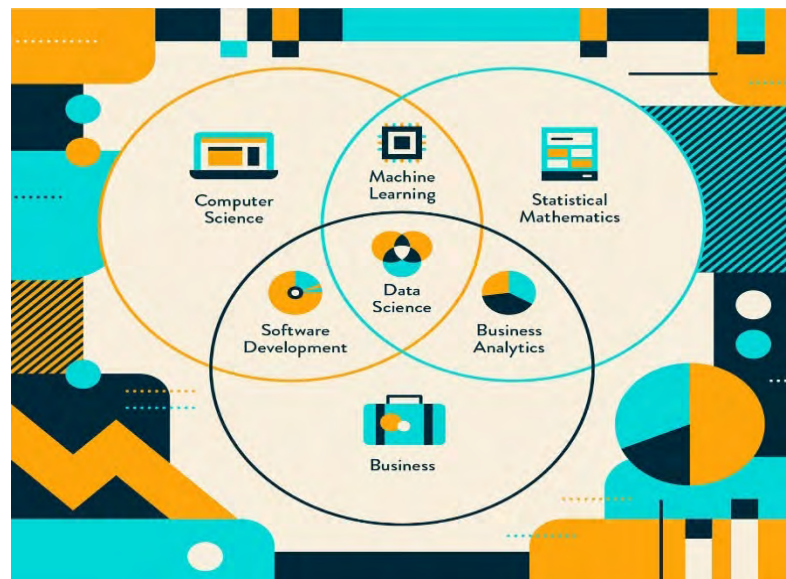 Machine
Learning
Computer
Science
Statistical
Mathematics
Data
Science
Software
Development
Business
Analytics
Business